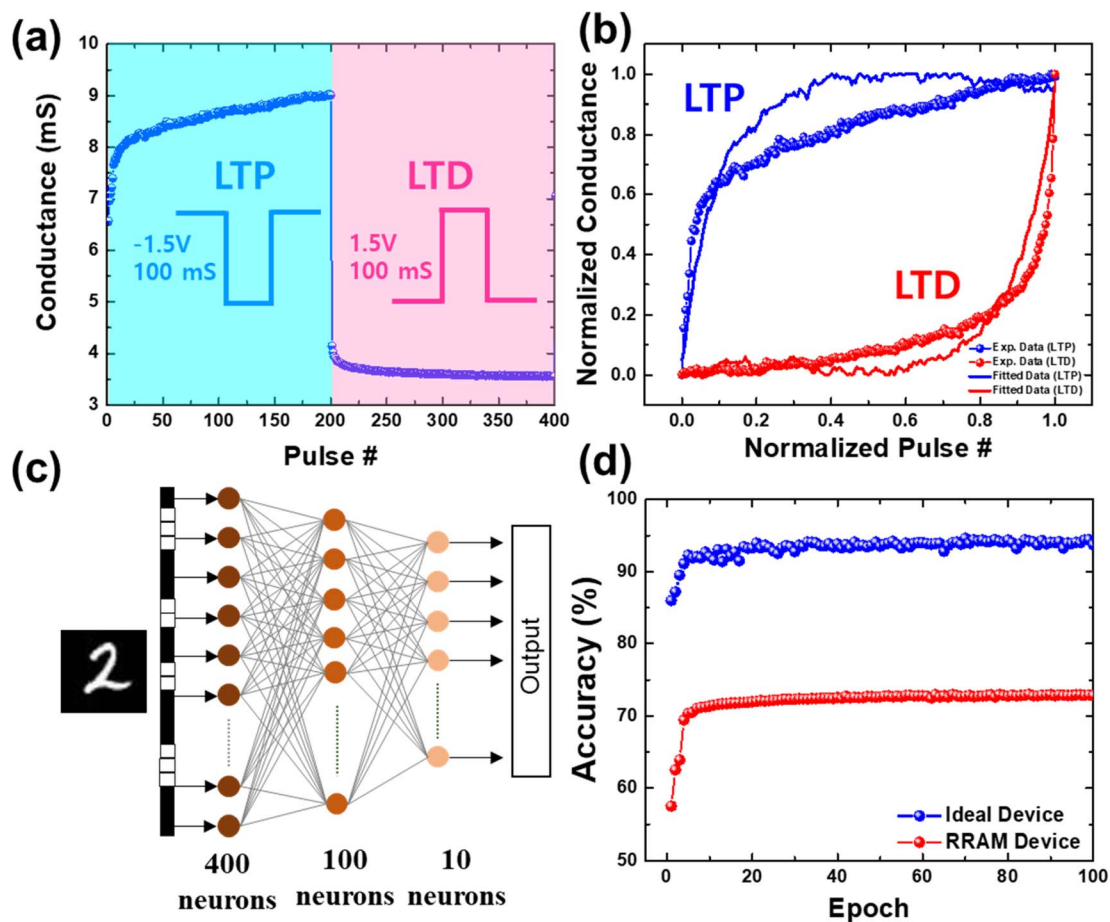 (a)
10
9
8
7
6
5
4
3
Conductance (mS)
LTP
-1.5V
100 mS
LTD
1.5V
100 mS
0 50 100 150 200 250 300 350 400
Pulse #
(b)
1.0
0.8
0.6
0.4
0.2
0.0
Normalized Conductance
LTP
LTD
Exp. Data (LTP)
Exp. Data (LTD)
Fitted Data (LTP)
Fitted Data (LTD)
0.0 0.2 0.4 0.6 0.8 1.0
Normalized Pulse #
(c)
2
Output
400
neurons
100
neurons
10
neurons
(d)
100
90
80
70
60
50
Accuracy (%)
Ideal Device
RRAM Device
0 20 40 60 80 100
Epoch